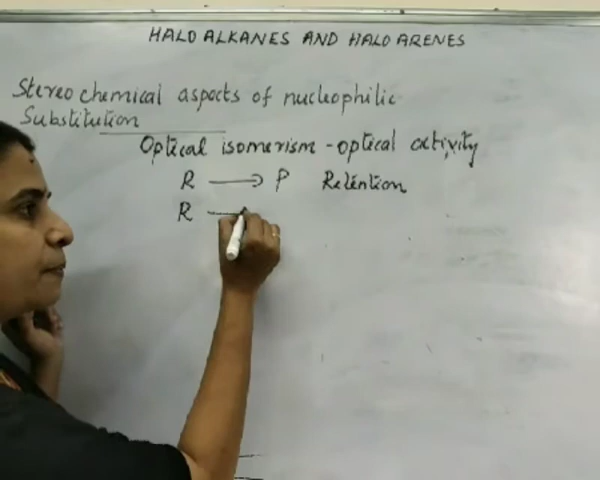 HALO ALKANES AND HALO ARENES
Stereo chemical aspects of nucleophilic
Substitution
Optical isomerism - optical activity
R → P Retention
R